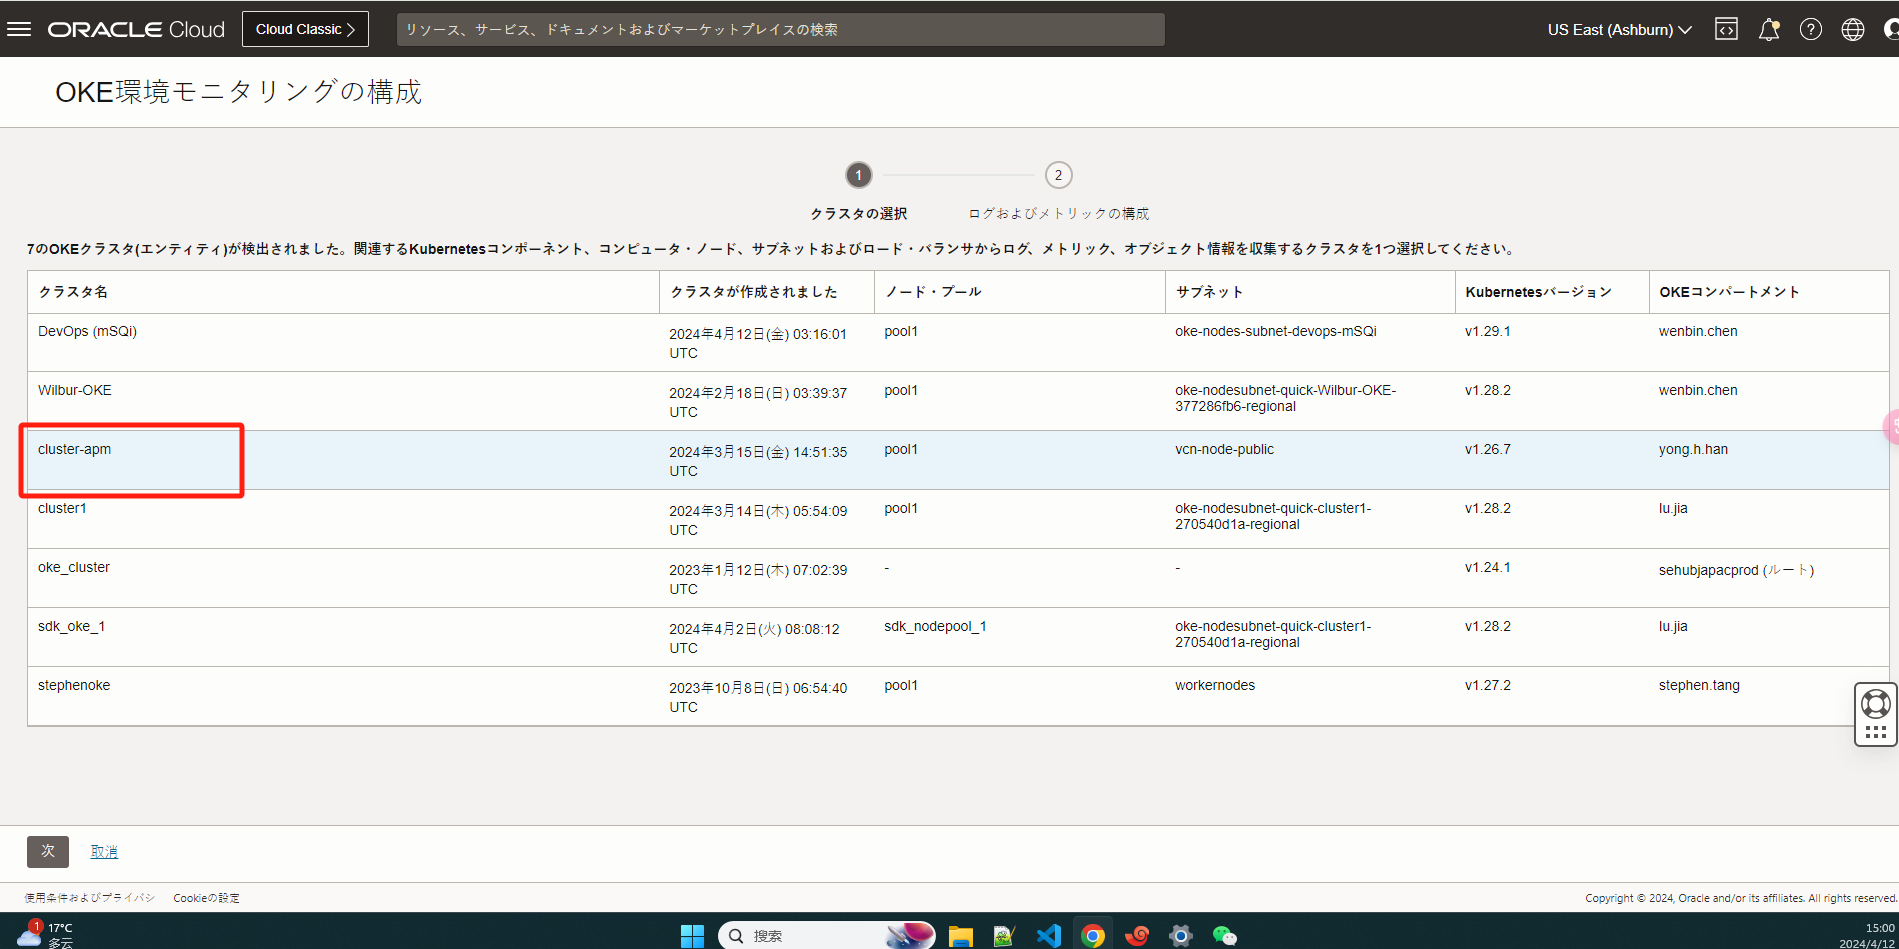 ORACLE Cloud
Cloud Classic
リソース、サービス、ドキュメントおよびマーケットプレイスの検索
US East (Ashburn)
OKE環境モニタリングの構成
1
2
クラスタの選択
ログおよびメトリックの構成
7のOKEクラスタ(エンティティ)が検出されました。関連するKubernetesコンポーネント、コンピュータ・ノード、サブネットおよびロード・バランサからログ、メトリック、オブジェクト情報を収集するクラスタを1つ選択してください。
クラスタ名 クラスタが作成されました ノード・プール サブネット Kubernetesバージョン OKEコンパートメント
DevOps (mSQi) 2024年4月12日(金) 03:16:01 pool1 oke-nodes-subnet-devops-mSQi v1.29.1 wenbin.chen
UTC
Wilbur-OKE 2024年2月18日(日) 03:39:37 pool1 oke-nodesubnet-quick-Wilbur-OKE- v1.28.2 wenbin.chen
UTC 377286fb6-regional
cluster-apm 2024年3月15日(金) 14:51:35 pool1 vcn-node-public v1.26.7 yong.h.han
UTC
cluster1 2024年3月14日(木) 05:54:09 pool1 oke-nodesubnet-quick-cluster1- v1.28.2 lu.jia
UTC 270540d1a-regional
oke_cluster 2023年1月12日(木) 07:02:39 - - v1.24.1 sehubjapacprod (ルート)
UTC
sdk_oke_1 2024年4月2日(火) 08:08:12 sdk_nodepool_1 oke-nodesubnet-quick-cluster1- v1.28.2 lu.jia
UTC 270540d1a-regional
stephenoke 2023年10月8日(日) 06:54:40 pool1 workernodes v1.27.2 stephen.tang
UTC
次 取消
使用条件およびプライバシ Cookieの設定
Copyright © 2024, Oracle and/or its affiliates. All rights reserved.
1
17°C
多云
搜索
15:00
2024/4/12